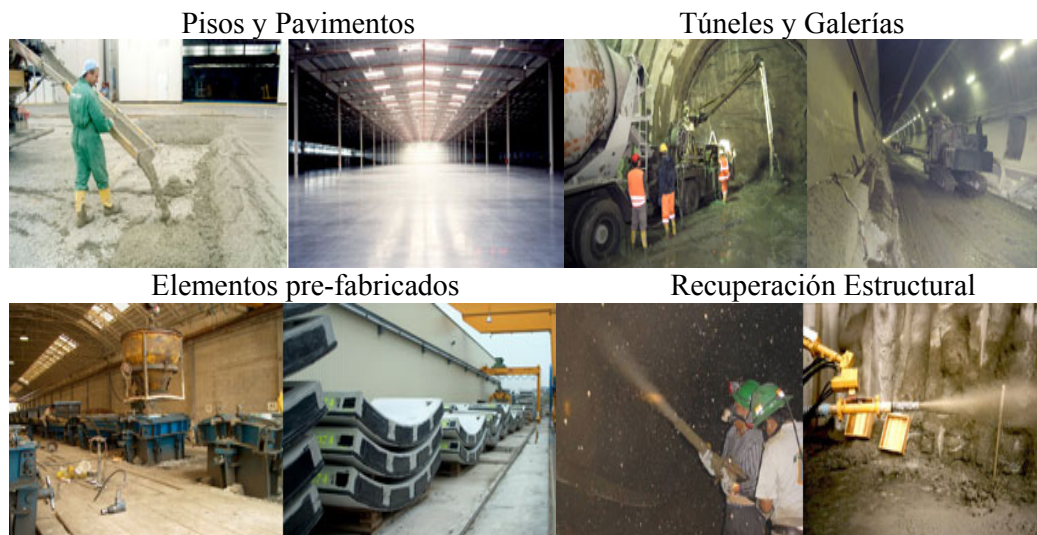 Pisos y Pavimentos
Túneles y Galerías
Elementos pre-fabricados
Recuperación Estructural